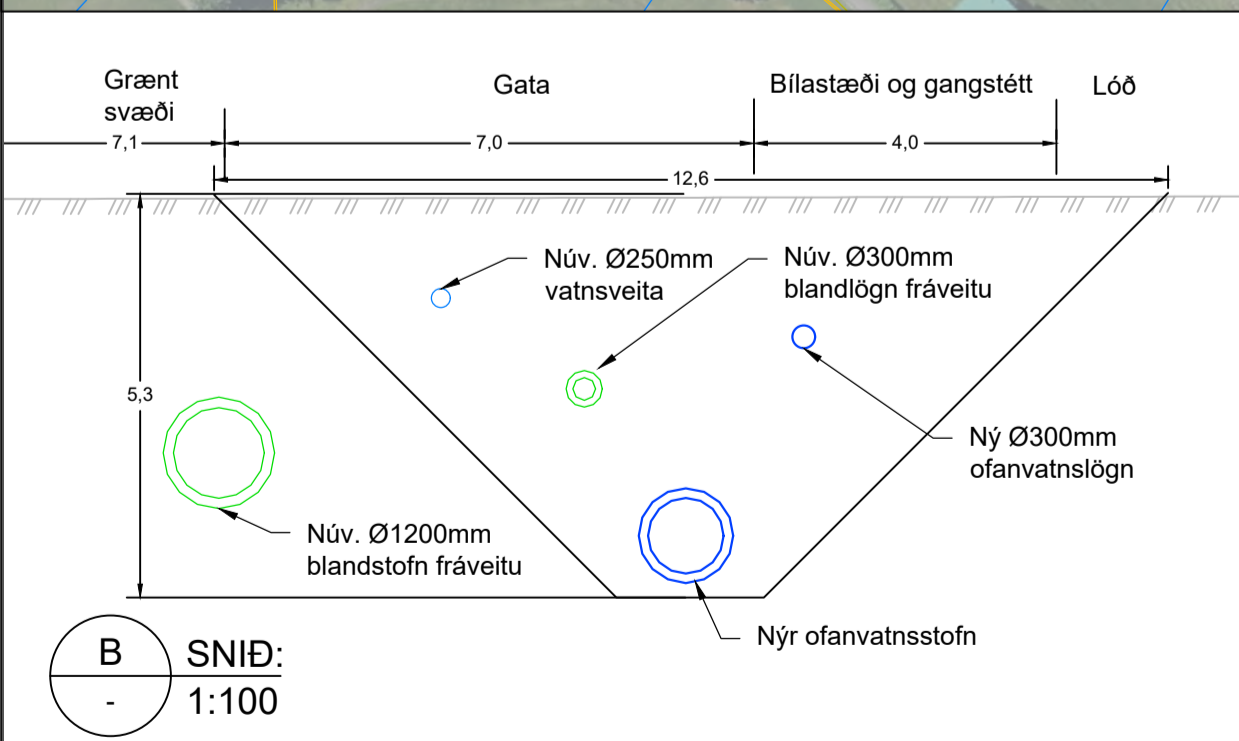 Grænt
svæði
Gata
Bílastæði og gangstétt
Lóð
7,1
7,0
4,0
12,6
Núv. Ø250mm
vatnsveita
Núv. Ø300mm
blandlögn fráveitu
5,3
Ný Ø300mm
ofanvatnslögn
Núv. Ø1200mm
blandstofn fráveitu
Nýr ofanvatnsstofn
B
-
SNIÐ:
1:100